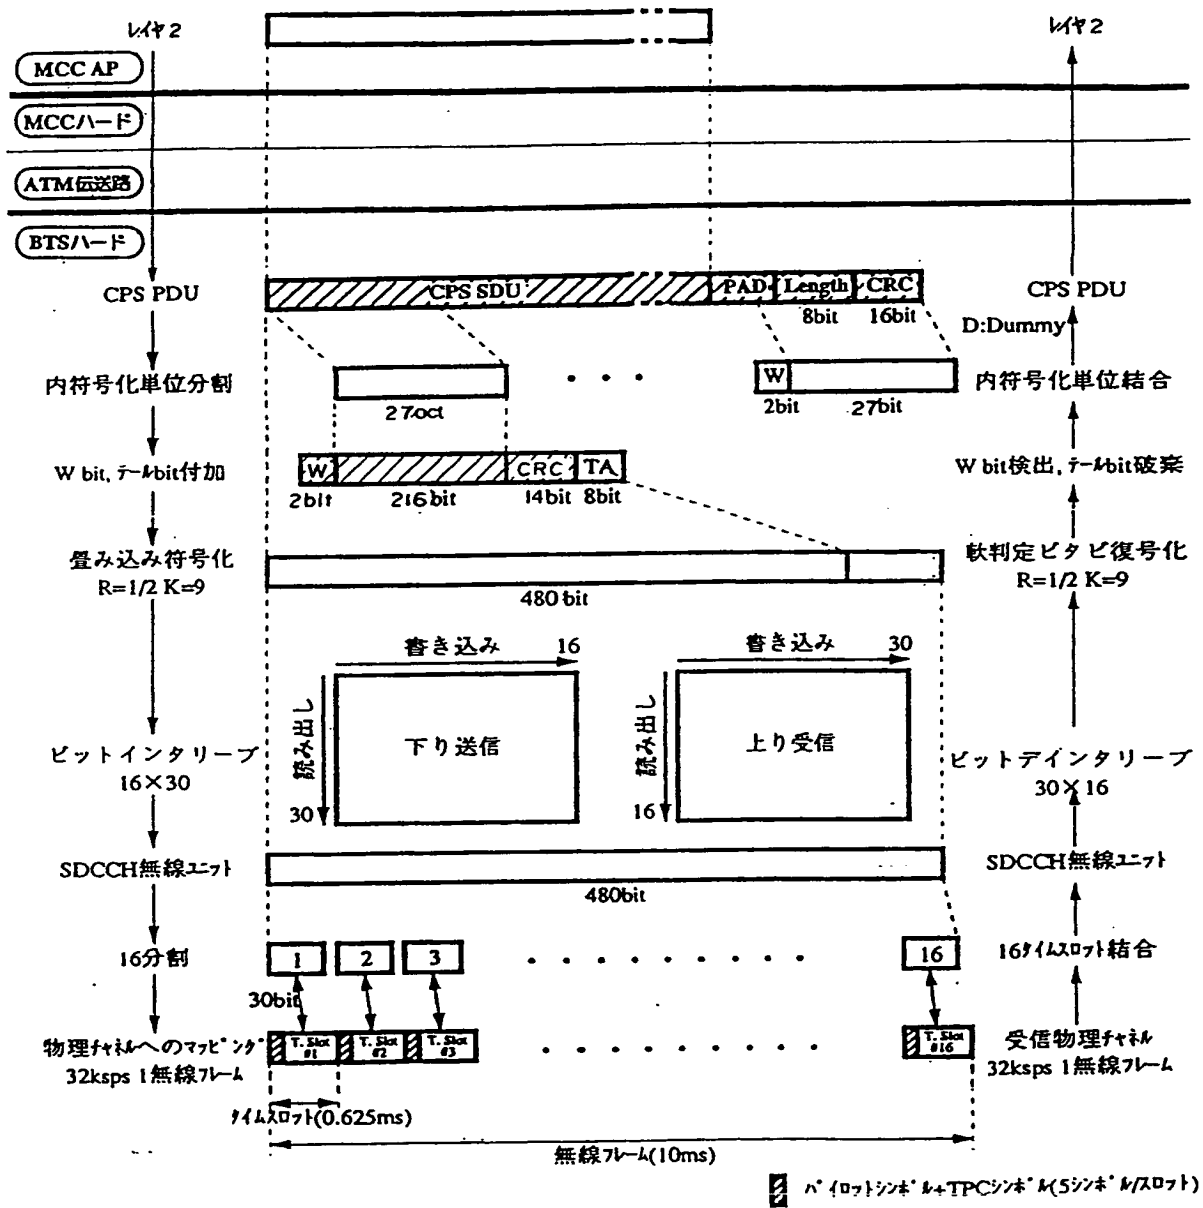 レイヤ2
レイヤ2
MCC AP
MCCハード
ATM伝送路
BTSハード
CPS PDU
CPS SDU
PAD
Length
CRC
8bit
16bit
CPS PDU
D:Dummy
内符号化単位分割
27oct
・・・
W
2bit
27bit
内符号化単位結合
W bit, テールbit付加
W
CRC
TA
2bit
216bit
14bit
8bit
W bit検出, テールbit破棄
畳み込み符号化
R=1/2 K=9
480 bit
軟判定ビタビ復号化
R=1/2 K=9
書き込み
16
読み出し
30
下り送信
書き込み
30
読み出し
16
上り受信
ビットインタリーブ
16×30
ビットデインタリーブ
30×16
SDCCH無線ユニット
480bit
SDCCH無線ユニット
16分割
1
2
3
16
16タイムスロット結合
30bit
物理チャネルへのマッピング
32ksps 1無線フレーム
T. Slot
#1
T. Slot
#2
T. Slot
#3
T. Slot
#16
受信物理チャネル
32ksps 1無線フレーム
タイムスロット(0.625ms)
無線フレーム(10ms)
パイロットシンボル+TPCシンボル(5シンボル/スロット)